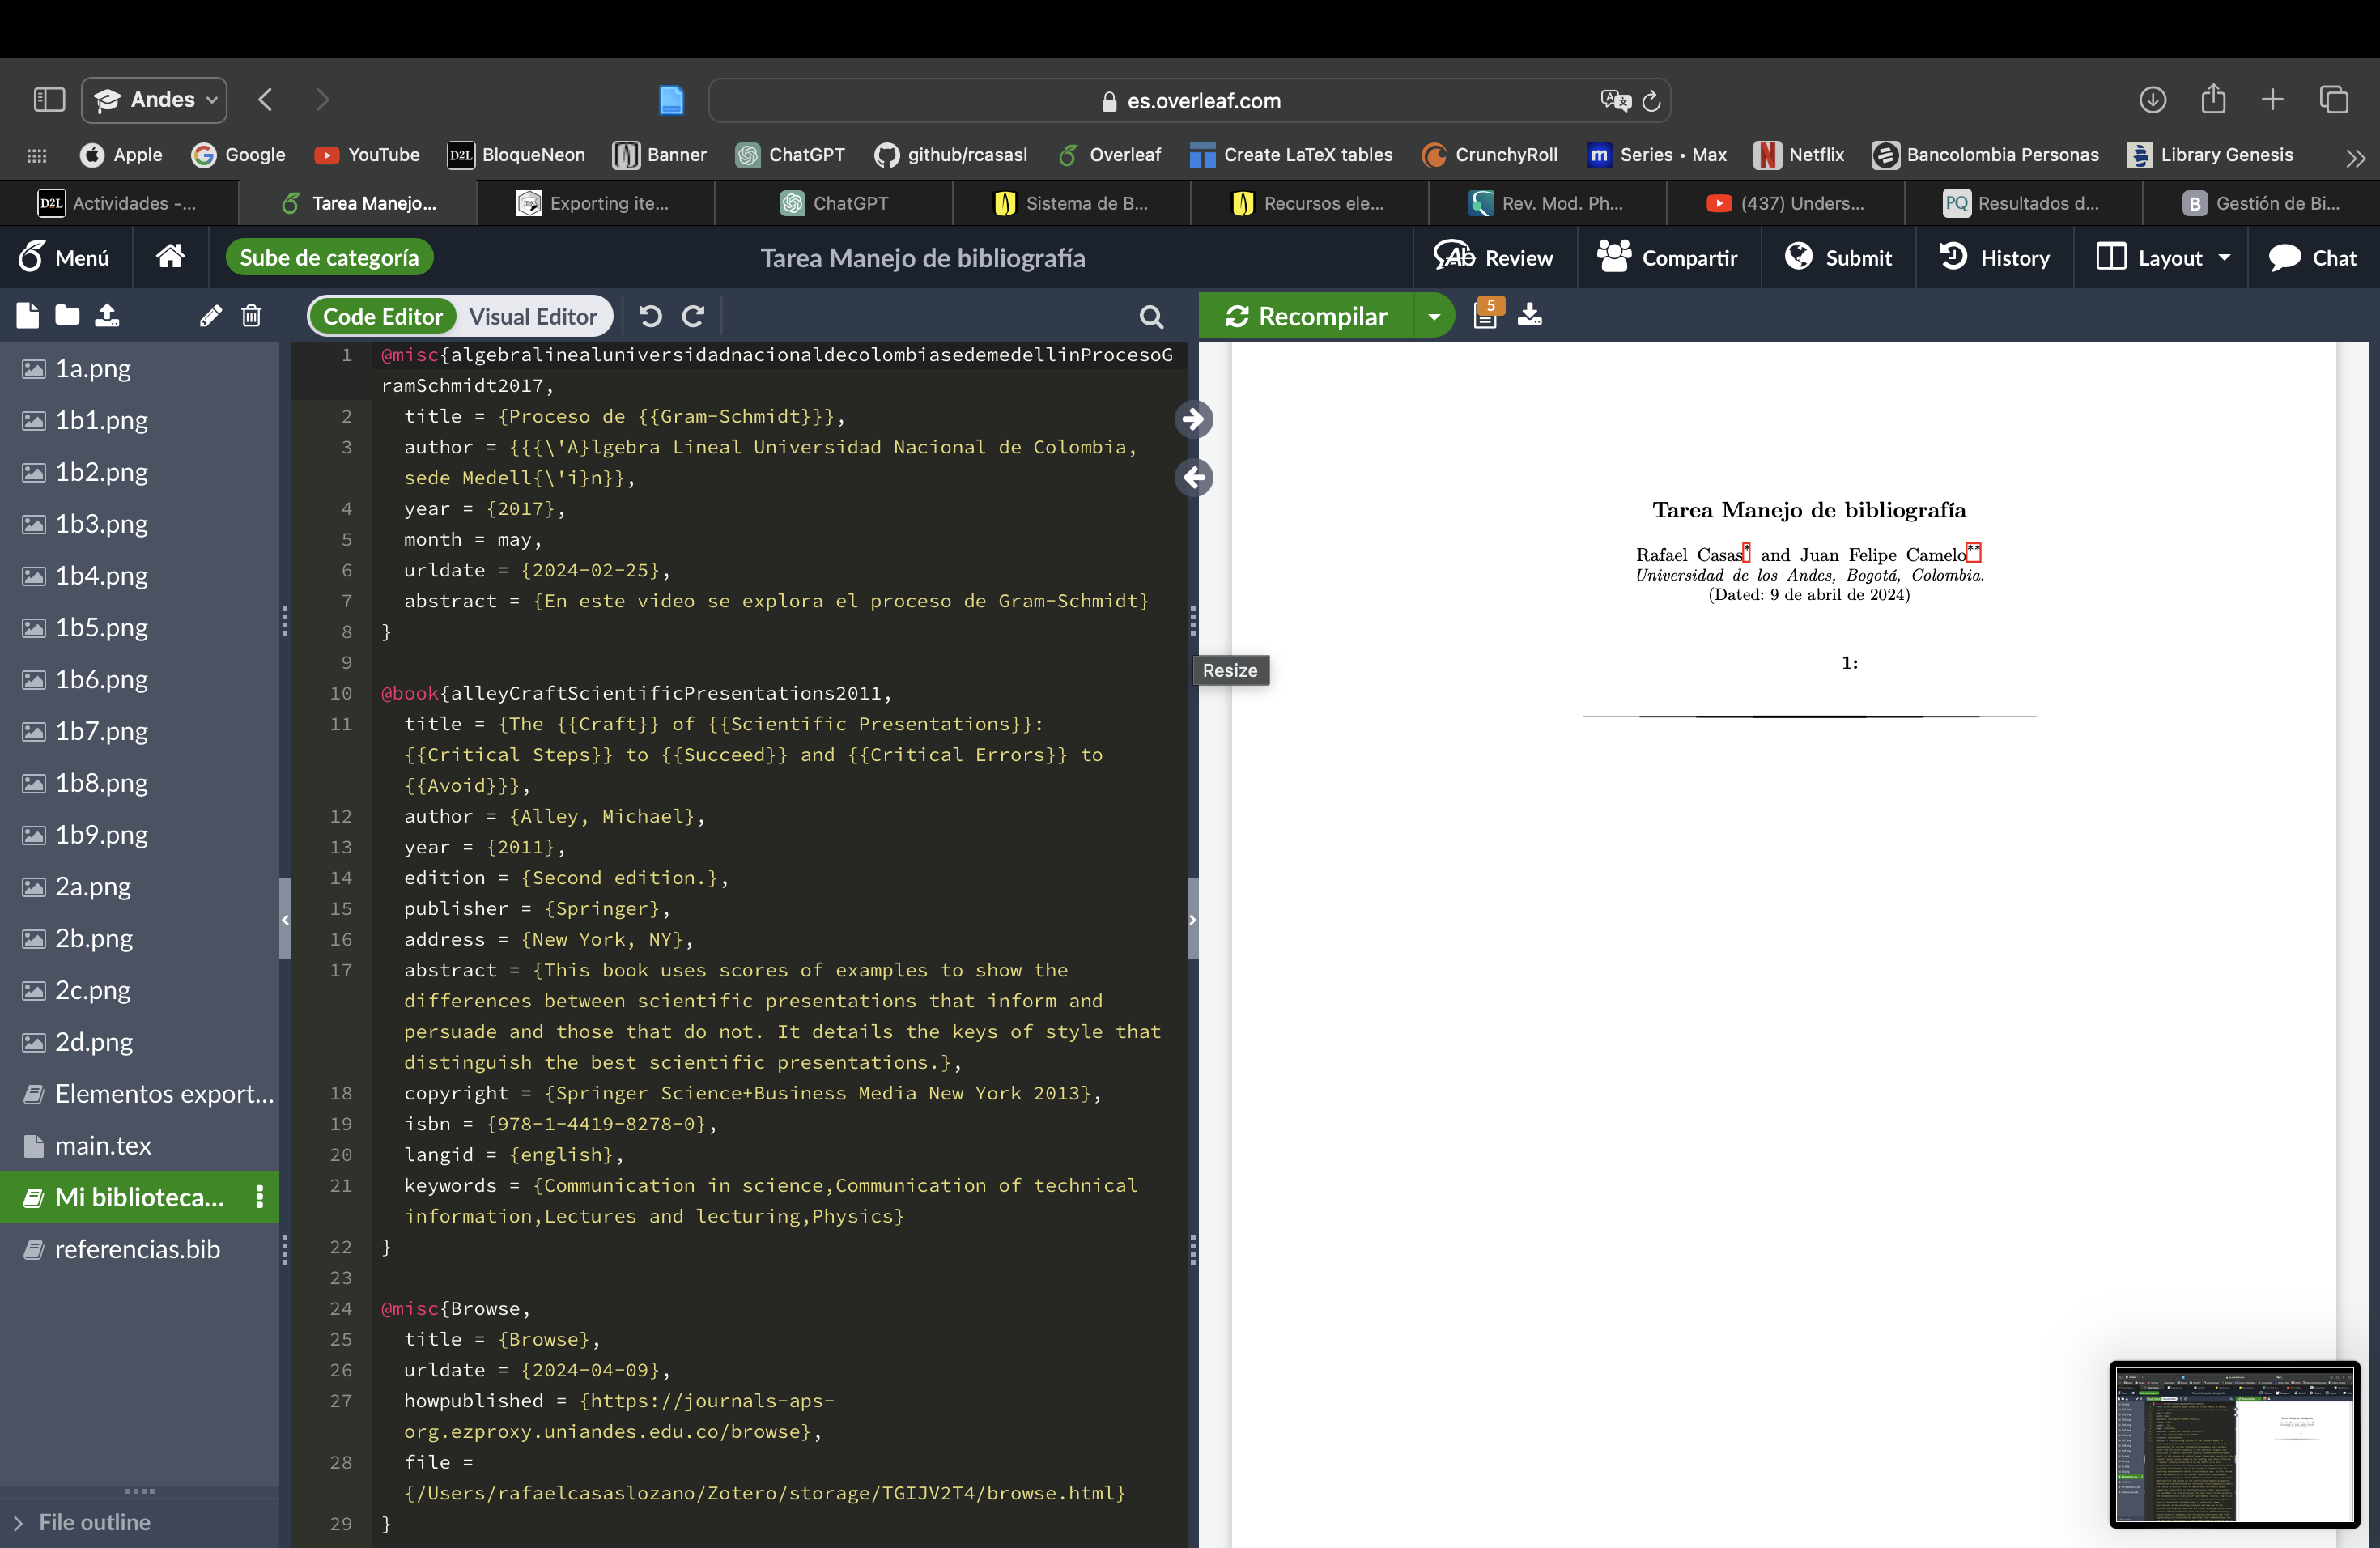 Andes
es.overleaf.com
Apple Google YouTube D2L BloqueNeon Banner ChatGPT github/rcasasl Overleaf Create LaTeX tables CrunchyRoll m Series • Max Netflix Bancolombia Personas Library Genesis
D2L Actividades -... Tarea Manejo... Exporting ite... ChatGPT Sistema de B... Recursos ele... Rev. Mod. Ph... (437) Unders... PQ Resultados d... B Gestión de Bi...
Menú Sube de categoría Tarea Manejo de bibliografía Review Compartir Submit History Layout Chat
Code Editor Visual Editor Recompilar 5
1a.png
1b1.png
1b2.png
1b3.png
1b4.png
1b5.png
1b6.png
1b7.png
1b8.png
1b9.png
2a.png
2b.png
2c.png
2d.png
Elementos export...
main.tex
Mi biblioteca...
referencias.bib
File outline
1 @misc{algebralinealuniversidadnacionaldecolombiasedemedellinProcesoG
ramSchmidt2017,
2 title = {Proceso de {{Gram-Schmidt}}},
3 author = {{{\'A}lgebra Lineal Universidad Nacional de Colombia,
sede Medell{\'i}n}},
4 year = {2017},
5 month = may,
6 urldate = {2024-02-25},
7 abstract = {En este video se explora el proceso de Gram-Schmidt}
8 }
9
10 @book{alleyCraftScientificPresentations2011,
11 title = {The {{Craft}} of {{Scientific Presentations}}:
{{Critical Steps}} to {{Succeed}} and {{Critical Errors}} to
{{Avoid}}},
12 author = {Alley, Michael},
13 year = {2011},
14 edition = {Second edition.},
15 publisher = {Springer},
16 address = {New York, NY},
17 abstract = {This book uses scores of examples to show the
differences between scientific presentations that inform and
persuade and those that do not. It details the keys of style that
distinguish the best scientific presentations.},
18 copyright = {Springer Science+Business Media New York 2013},
19 isbn = {978-1-4419-8278-0},
20 langid = {english},
21 keywords = {Communication in science,Communication of technical
information,Lectures and lecturing,Physics}
22 }
23
24 @misc{Browse,
25 title = {Browse},
26 urldate = {2024-04-09},
27 howpublished = {https://journals-aps-
org.ezproxy.uniandes.edu.co/browse},
28 file =
{/Users/rafaelcasaslozano/Zotero/storage/TGIJV2T4/browse.html}
29 }
Resize
Tarea Manejo de bibliografía
Rafael Casas* and Juan Felipe Camelo**
Universidad de los Andes, Bogotá, Colombia.
(Dated: 9 de abril de 2024)
1: